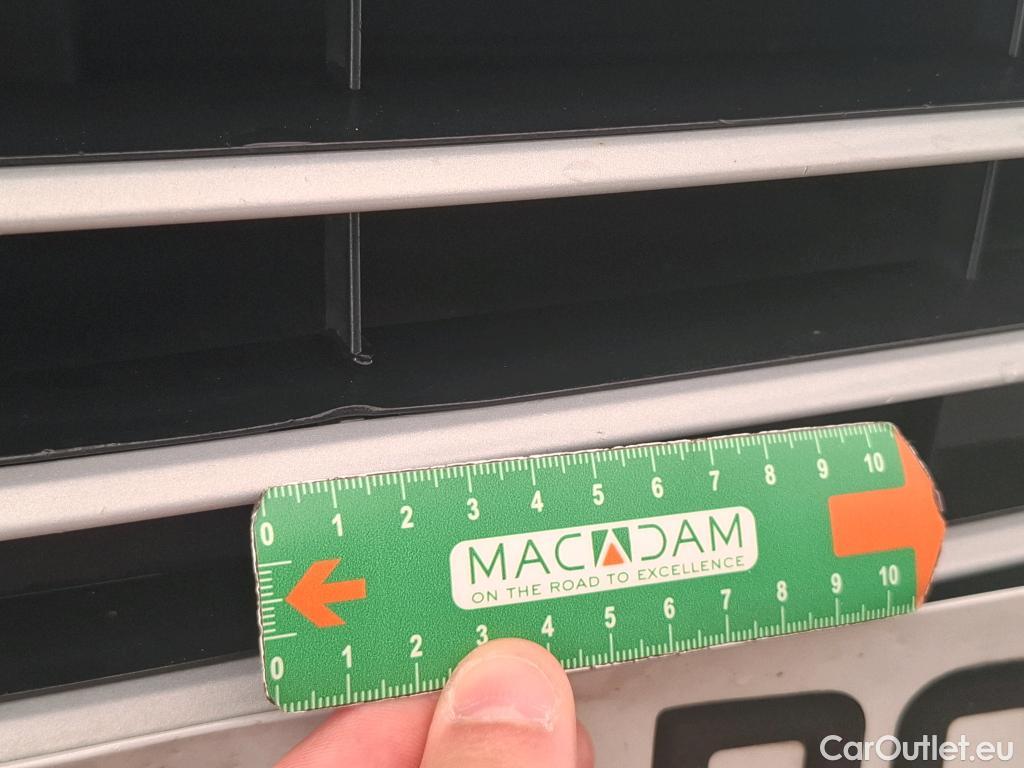 0 1 2 3 4 5 6 7 8 9 10
MACADAM
ON THE ROAD TO EXCELLENCE
0 1 2 3 4 5 6 7 8 9 10
CarOutlet.eu